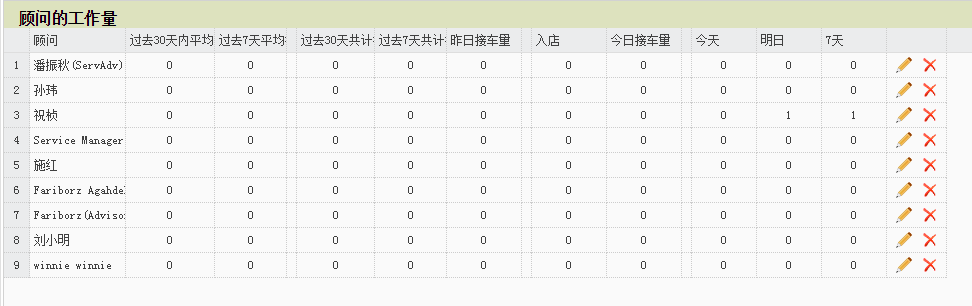 顾问的工作量
顾问 过去30天内平均 过去7天平均 过去30天共计 过去7天共计 昨日接车量 入店 今日接车量 今天 明日 7天
1 潘振秋(ServAdv) 0 0 0 0 0 0 0 0 0 0
2 孙玮 0 0 0 0 0 0 0 0 0 0
3 祝桢 0 0 0 0 0 0 0 0 1 1
4 Service Manager 0 0 0 0 0 0 0 0 0 0
5 施红 0 0 0 0 0 0 0 0 0 0
6 Fariborz Agahdel 0 0 0 0 0 0 0 0 0 0
7 Fariborz(Advisor 0 0 0 0 0 0 0 0 0 0
8 刘小明 0 0 0 0 0 0 0 0 0 0
9 winnie winnie 0 0 0 0 0 0 0 0 0 0